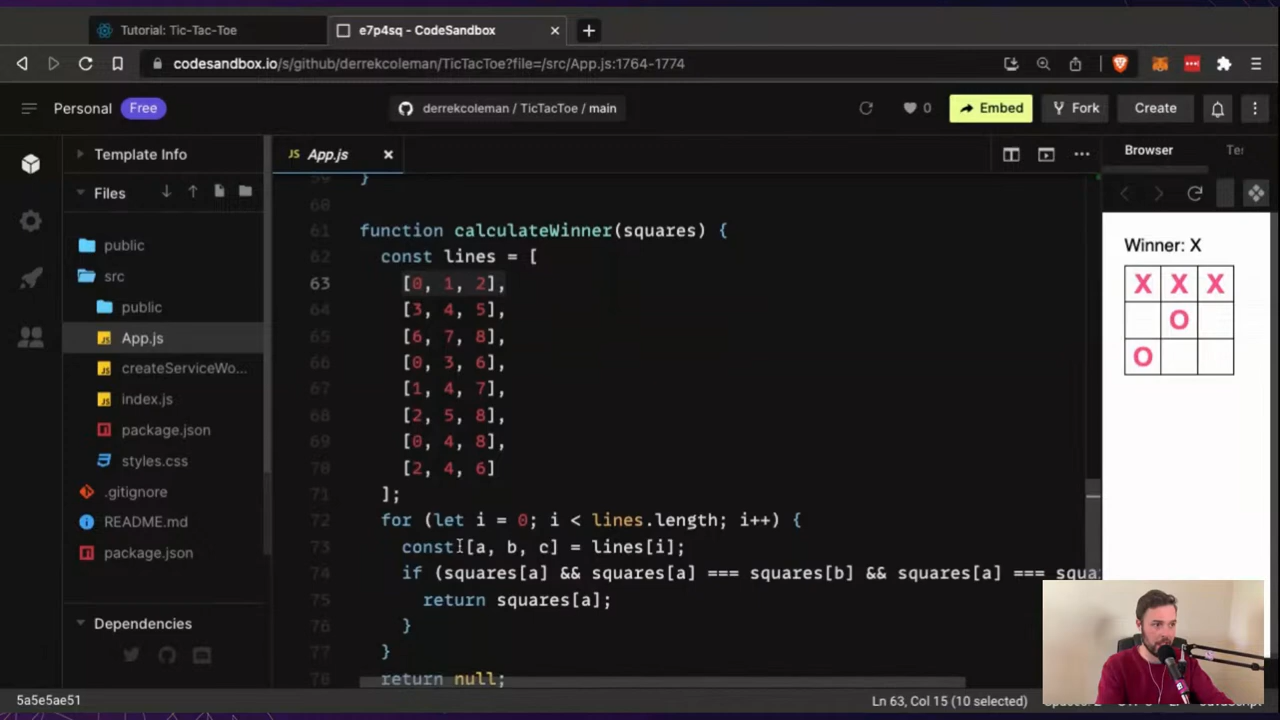 Tutorial: Tic-Tac-Toe
e7p4sq - CodeSandbox
codesandbox.io/s/github/derrekcoleman/TicTacToe?file=/src/App.js:1764-1774
Personal Free
derrekcoleman / TicTacToe / main
0
Embed
Fork
Create
Template Info
Files
public
src
public
App.js
createServiceWo...
index.js
package.json
styles.css
.gitignore
README.md
package.json
Dependencies
5a5e5ae51
JS App.js
59 }
60
61 function calculateWinner(squares) {
62 const lines = [
63 [0, 1, 2],
64 [3, 4, 5],
65 [6, 7, 8],
66 [0, 3, 6],
67 [1, 4, 7],
68 [2, 5, 8],
69 [0, 4, 8],
70 [2, 4, 6]
71 ];
72 for (let i = 0; i < lines.length; i++) {
73 const [a, b, c] = lines[i];
74 if (squares[a] && squares[a] === squares[b] && squares[a] === squa
75 return squares[a];
76 }
77 }
78 return null;
Browser
Winner: X
X X X
O
O
Ln 63, Col 15 (10 selected)